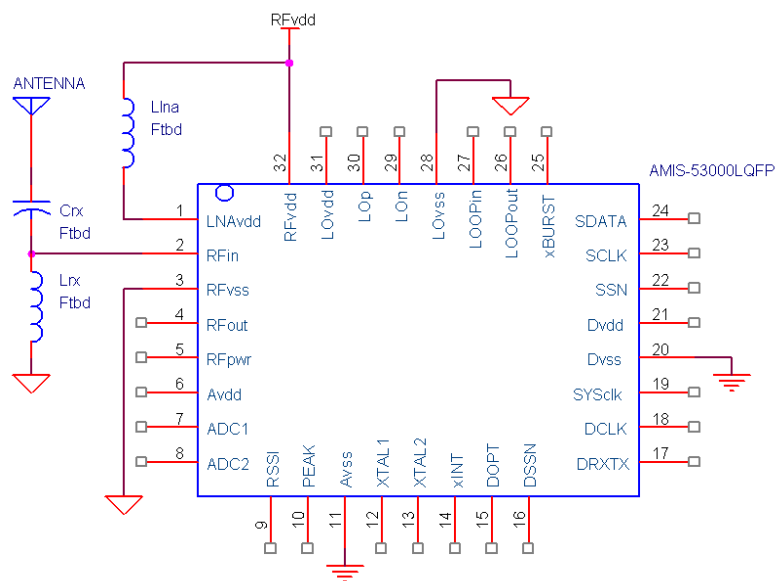 RFvdd
ANTENNA
Llna
Ftbd
32
31
30
29
28
27
26
25
AMIS-53000LQFP
RFvdd
LOvdd
LOp
LOn
LOvss
LOOPin
LOOPout
xBURST
Crx
Ftbd
Lrx
Ftbd
1 LNAvdd
2 RFin
3 RFvss
4 RFout
5 RFpwr
6 Avdd
7 ADC1
8 ADC2
SDATA 24
SCLK 23
SSN 22
Dvdd 21
Dvss 20
SYSclk 19
DCLK 18
DRXTX 17
RSSI
PEAK
Avss
XTAL1
XTAL2
xINT
DOPT
DSSN
9
10
11
12
13
14
15
16